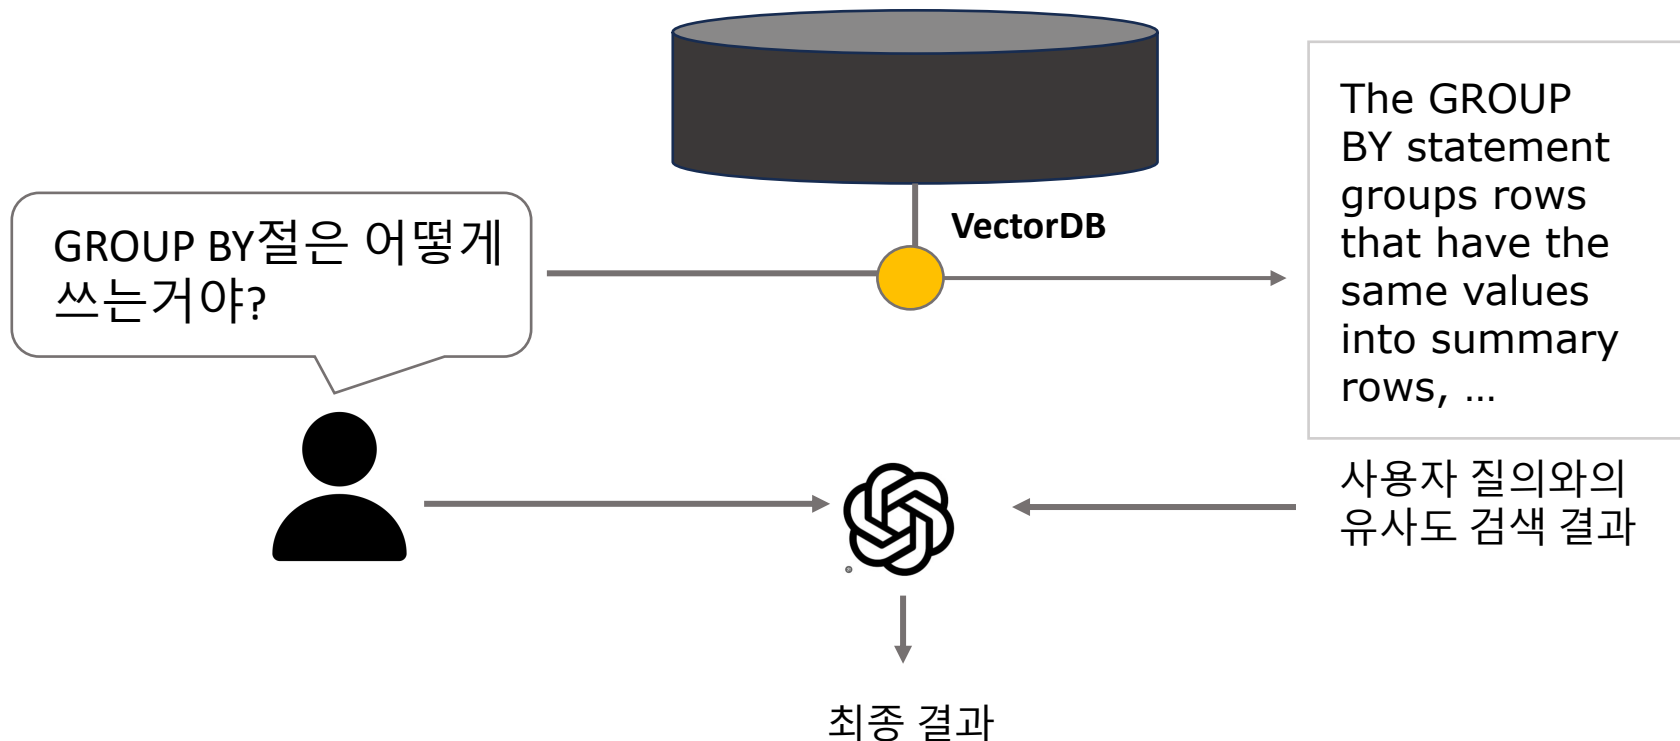 VectorDB
GROUP BY절은 어떻게
쓰는거야?
The GROUP
BY statement
groups rows
that have the
same values
into summary
rows, …
사용자 질의와의
유사도 검색 결과
최종 결과